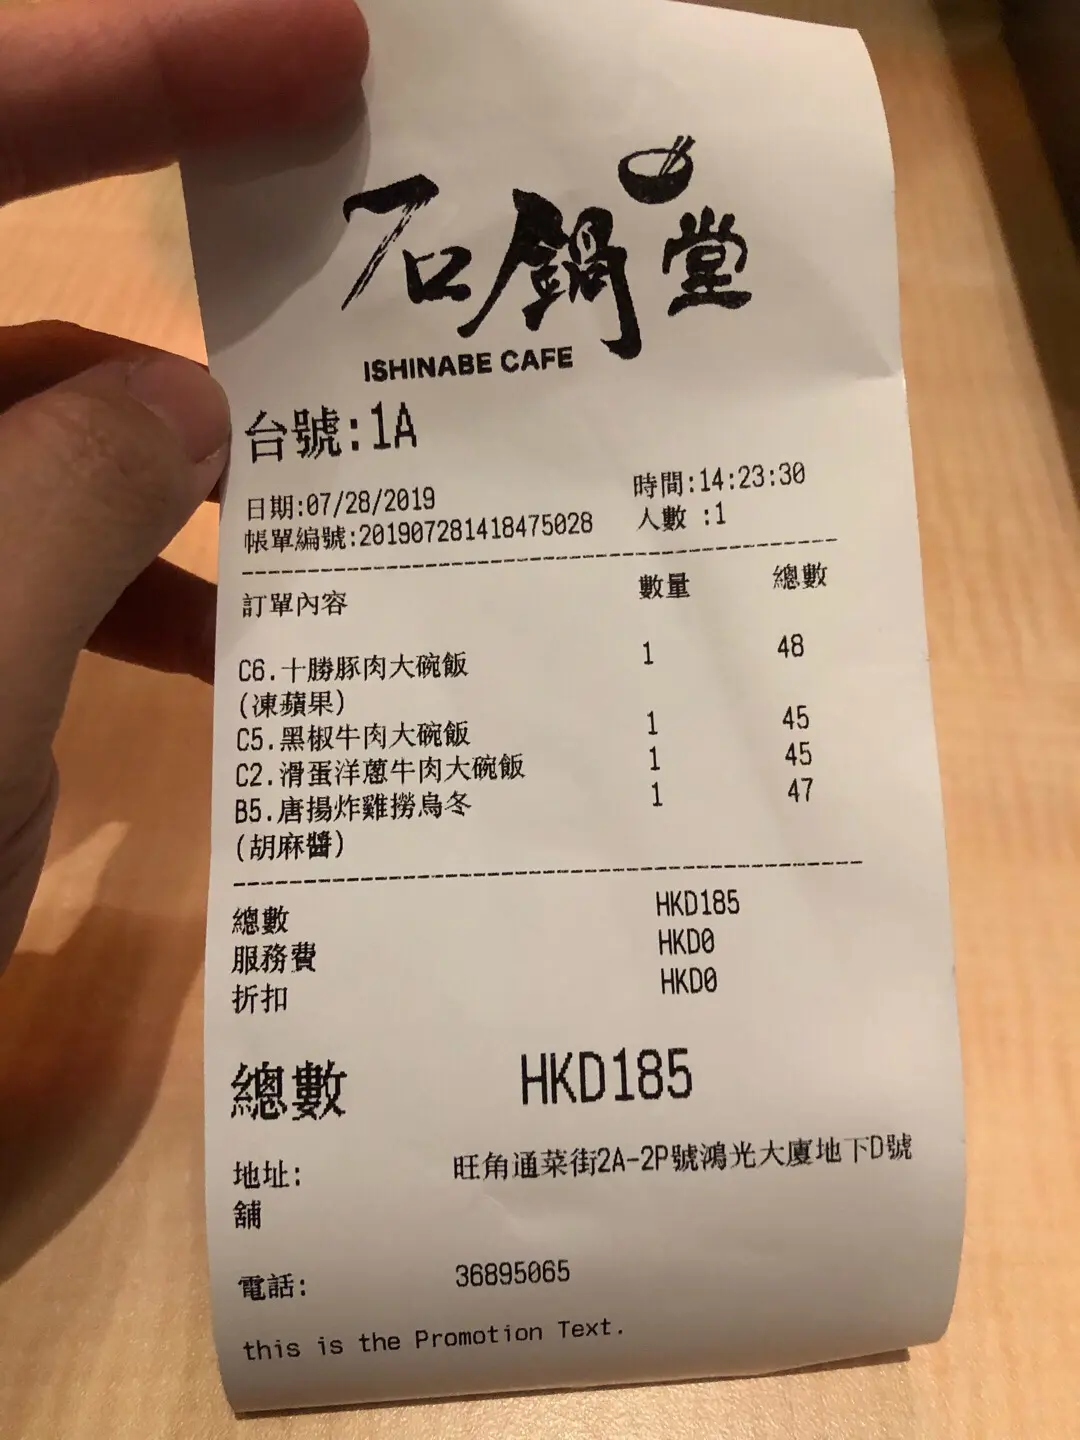 石鍋堂
ISHINABE CAFE
台號:1A
日期:07/28/2019 時間:14:23:30
帳單編號:201907281418475028 人數 :1
訂單內容 數量 總數
C6.十勝豚肉大碗飯 1 48
(凍蘋果)
C5.黑椒牛肉大碗飯 1 45
C2.滑蛋洋蔥牛肉大碗飯 1 45
B5.唐揚炸雞撈烏冬 1 47
(胡麻醬)
總數 HKD185
服務費 HKD0
折扣 HKD0
總數 HKD185
地址: 旺角通菜街2A-2P號鴻光大廈地下D號
舖
電話: 36895065
this is the Promotion Text.